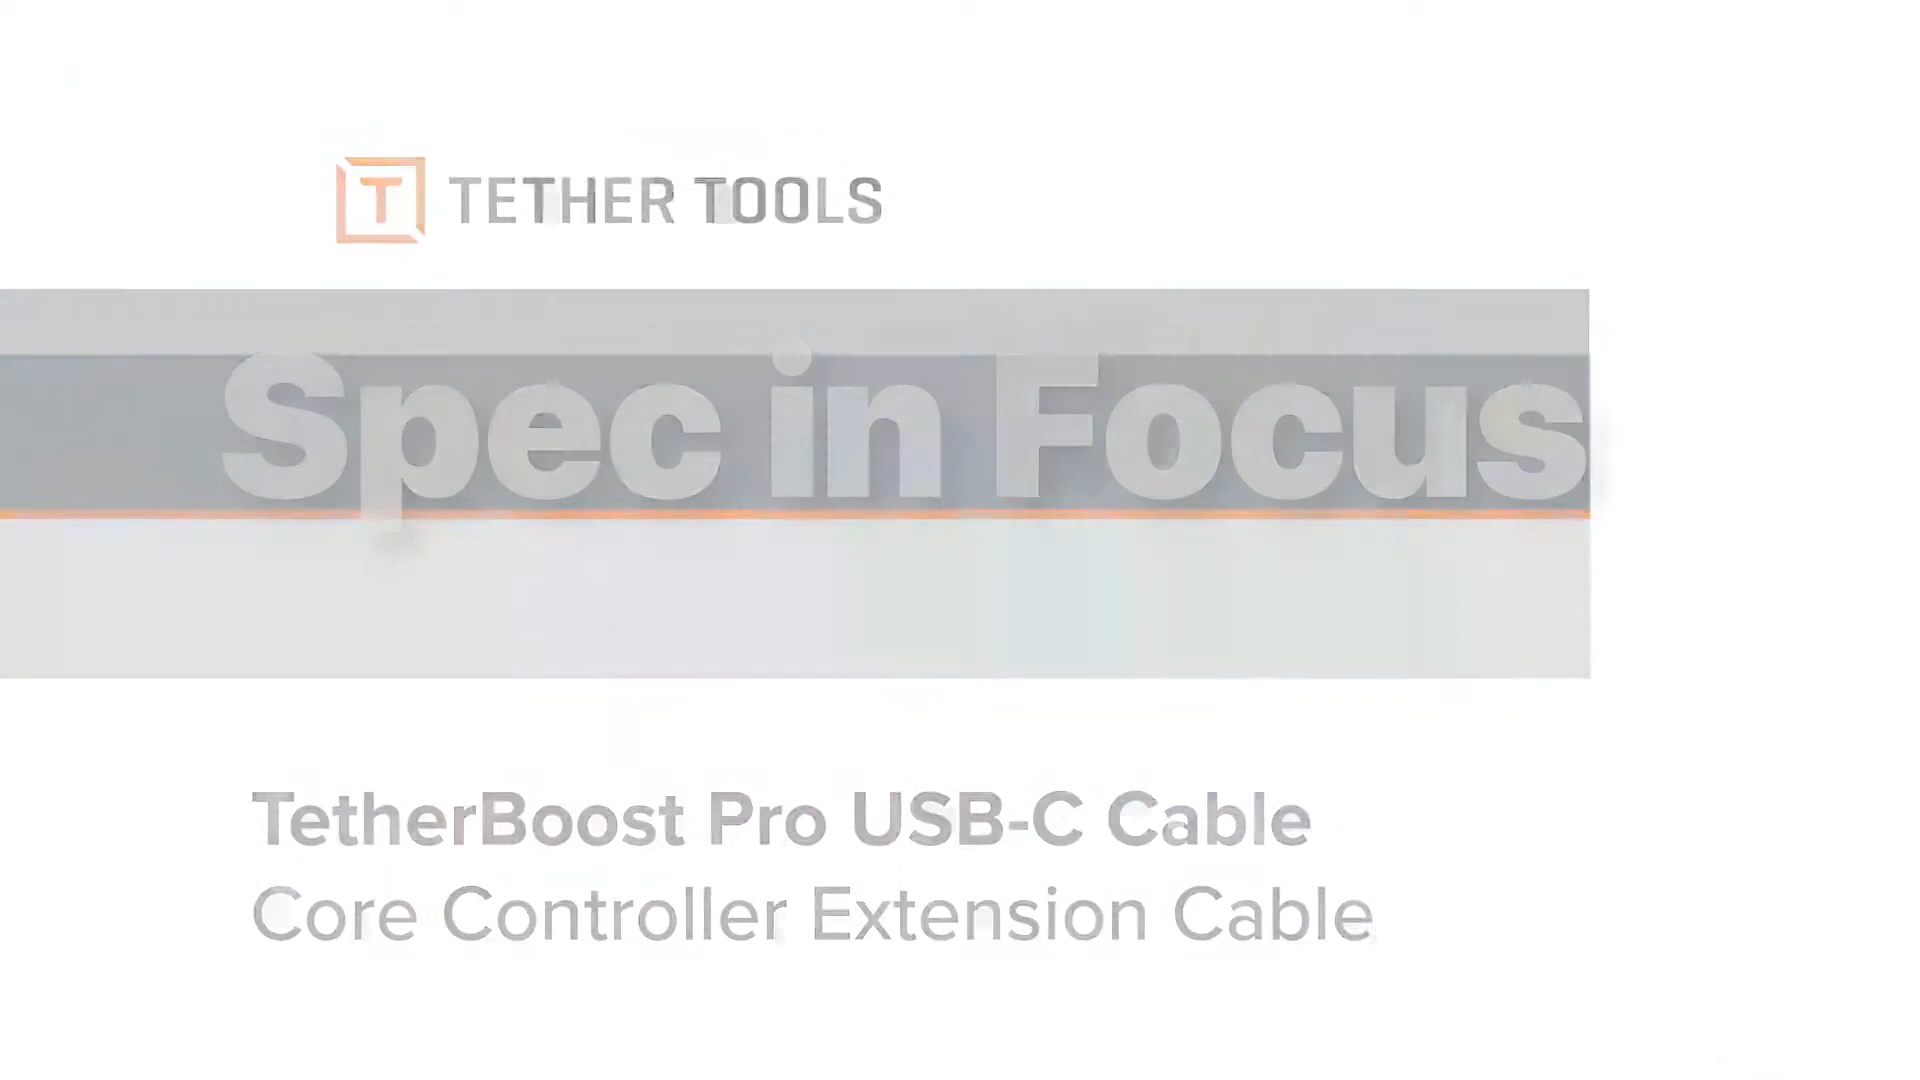 T TETHER TOOLS
Spec in Focus
TetherBoost Pro USB-C Cable
Core Controller Extension Cable